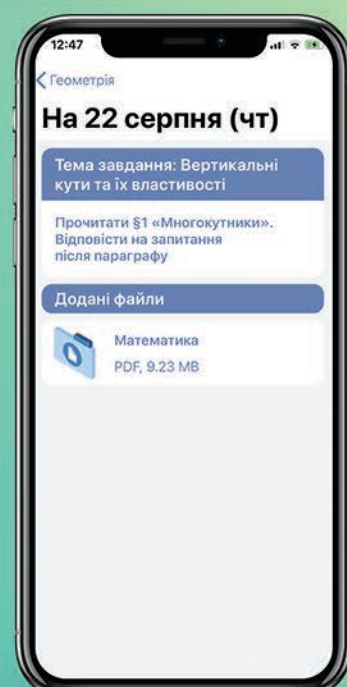 12:47
Геометрія
На 22 серпня (чт)
Тема завдання: Вертикальні
кути та їх властивості
Прочитати §1 «Многокутники».
Відповісти на запитання
після параграфу
Додані файли
Математика
PDF, 9.23 MB